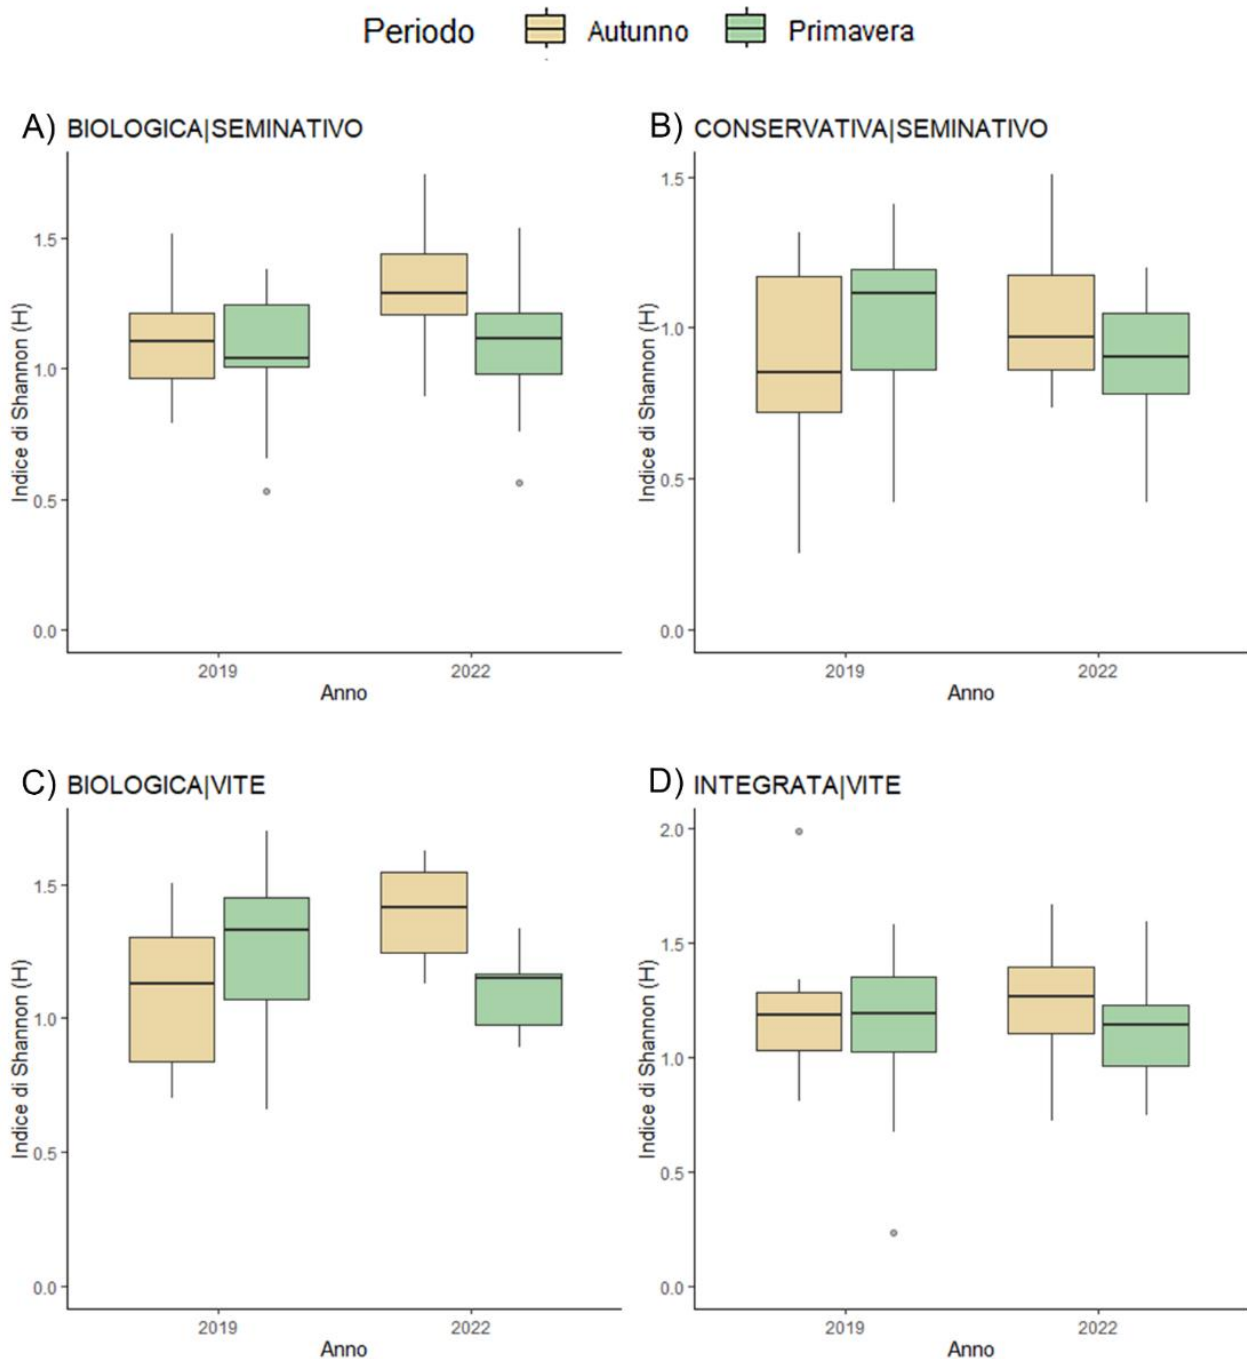 Periodo Autunno Primavera
A) BIOLOGICA|SEMINATIVO
Indice di Shannon (H)
1.5
1.0
0.5
0.0
2019 2022
Anno
B) CONSERVATIVA|SEMINATIVO
Indice di Shannon (H)
1.5
1.0
0.5
0.0
2019 2022
Anno
C) BIOLOGICA|VITE
Indice di Shannon (H)
1.5
1.0
0.5
0.0
2019 2022
Anno
D) INTEGRATA|VITE
Indice di Shannon (H)
2.0
1.5
1.0
0.5
0.0
2019 2022
Anno